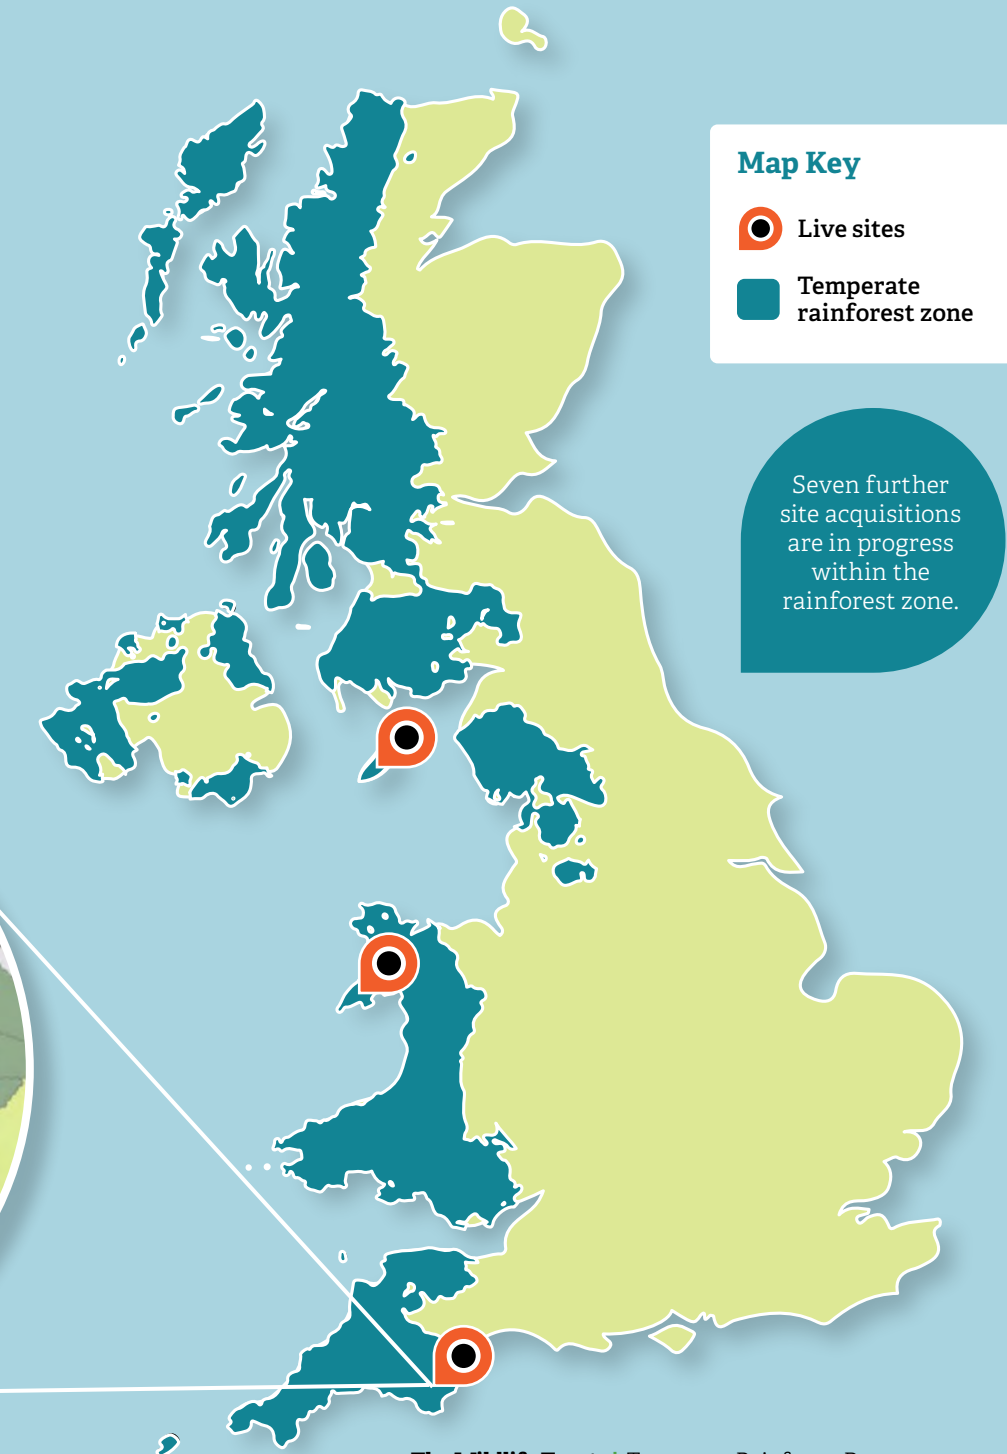 Map Key
Live sites
Temperate
rainforest zone
Seven further
site acquisitions
are in progress
within the
rainforest zone.